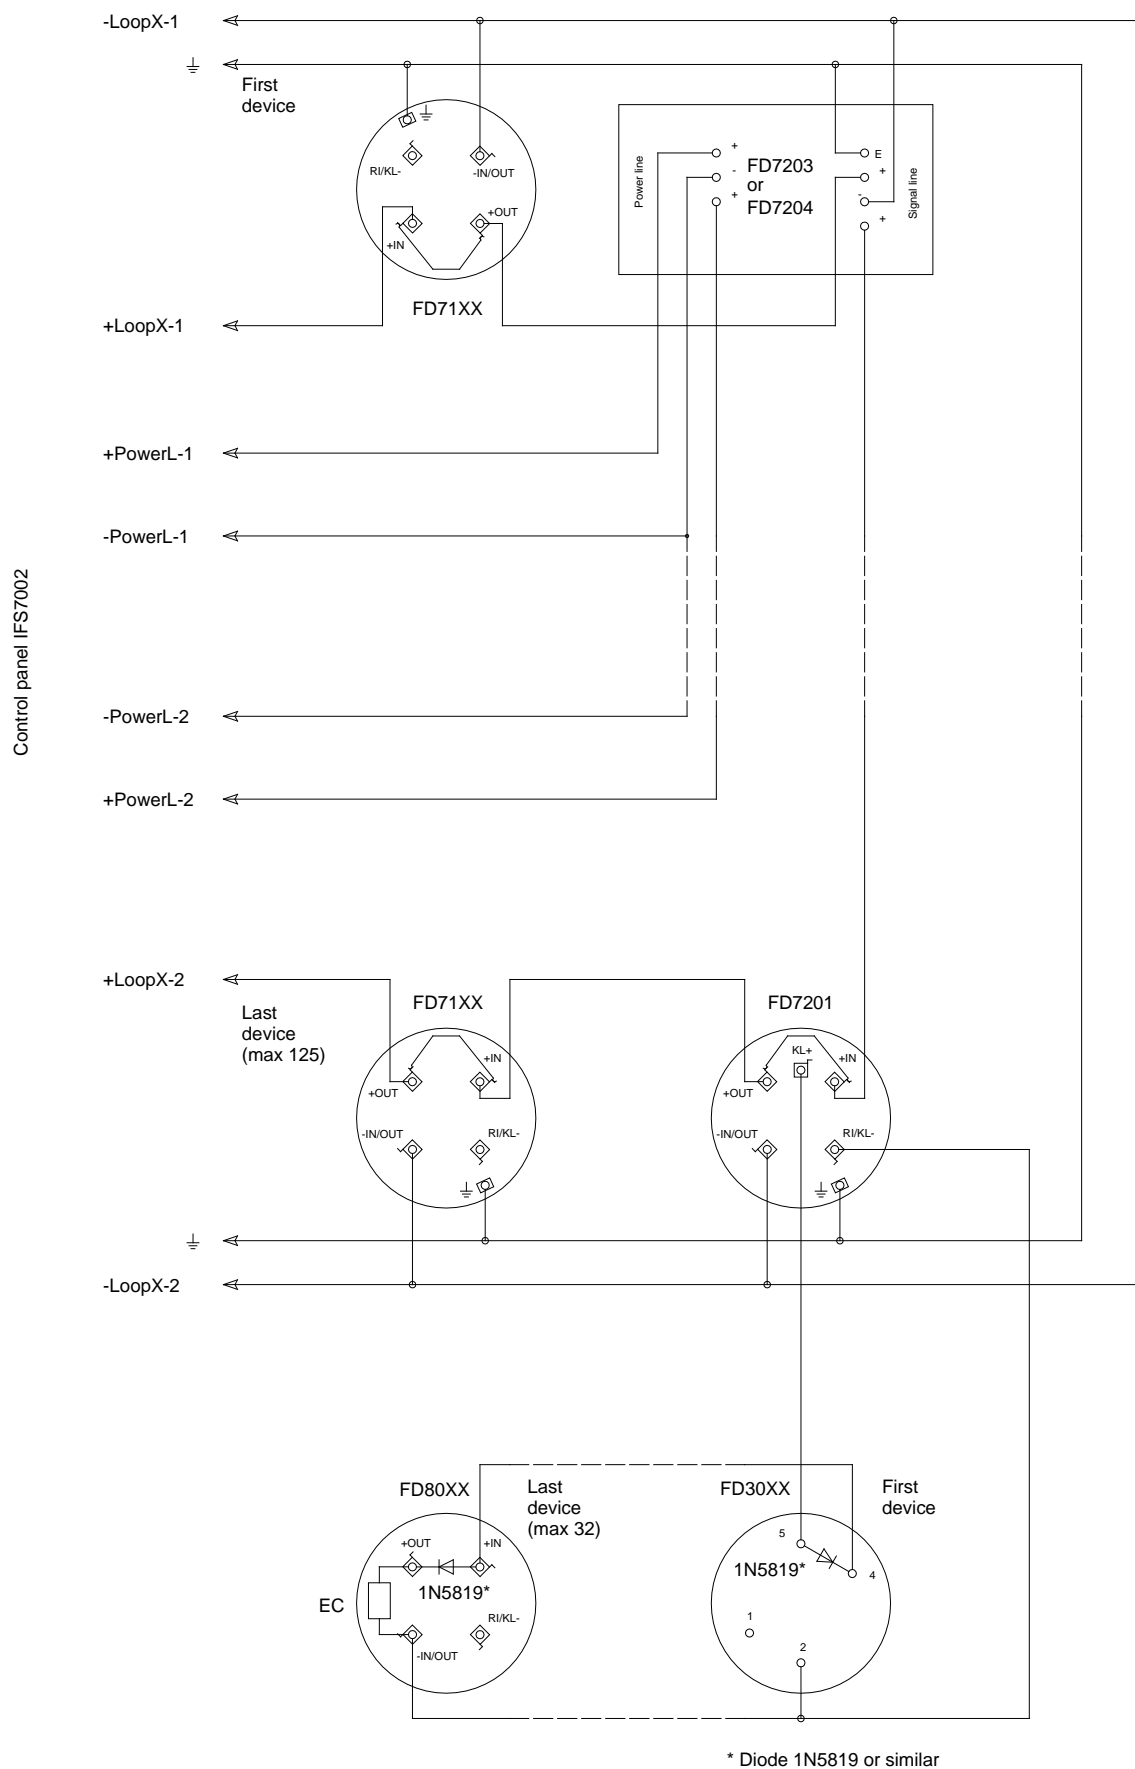 -LoopX-1
First
device
RI/KL-
-IN/OUT
+IN
+OUT
FD71XX
Power line
+
-
+
FD7203
or
FD7204
E
+
-
+
Signal line
+LoopX-1
+PowerL-1
-PowerL-1
Control panel IFS7002
-PowerL-2
+PowerL-2
+LoopX-2
Last
device
(max 125)
FD71XX
+IN
+OUT
-IN/OUT
RI/KL-
FD7201
KL+
+IN
+OUT
-IN/OUT
RI/KL-
-LoopX-2
FD80XX
Last
device
(max 32)
+OUT
+IN
1N5819*
EC
RI/KL-
-IN/OUT
FD30XX
First
device
5
1N5819*
4
1
2
* Diode 1N5819 or similar